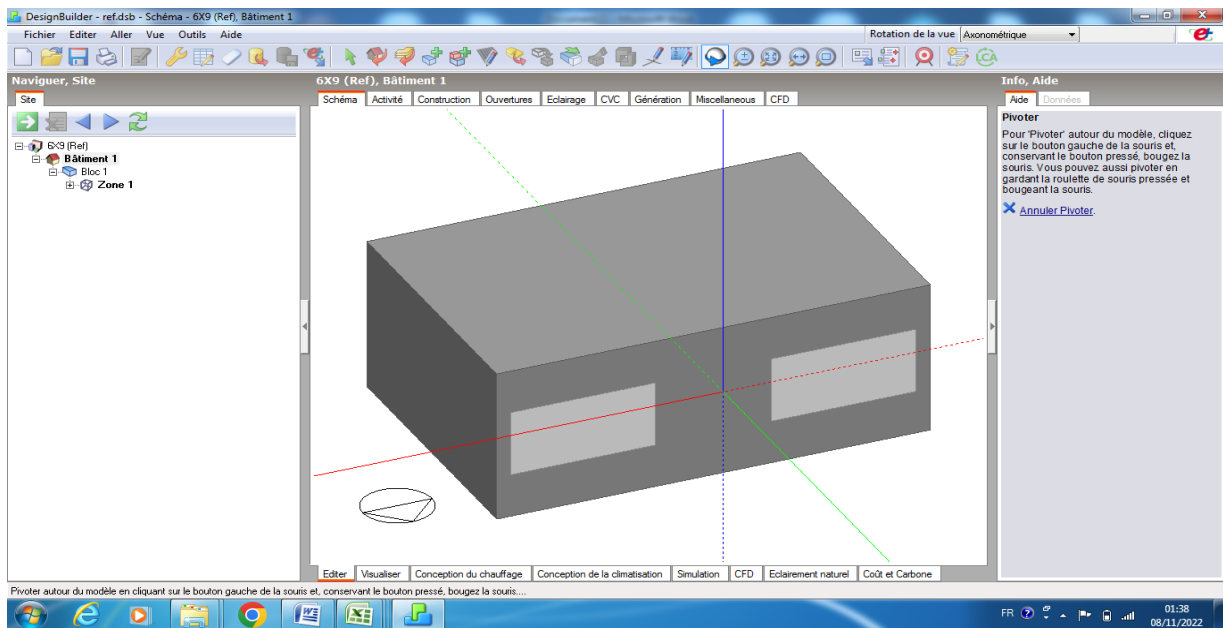 DesignBuilder - ref.dsb - Schéma - 6X9 (Ref), Bâtiment 1
Fichier Editer Aller Vue Outils Aide
Rotation de la vue Axonométrique
Naviguer, Site
6X9 (Ref), Bâtiment 1
Info, Aide
Site
Schéma Activité Construction Ouvertures Eclairage CVC Génération Miscellaneous CFD
Aide Données
Pivoter
Pour 'Pivoter' autour du modèle, cliquez
sur le bouton gauche de la souris et,
conservant le bouton pressé, bougez la
souris. Vous pouvez aussi pivoter en
gardant la roulette de souris pressée et
bougeant la souris.
Annuler Pivoter.
6X9 (Ref)
Bâtiment 1
Bloc 1
Zone 1
Editer Visualiser Conception du chauffage Conception de la climatisation Simulation CFD Eclairement naturel Coût et Carbone
Pivoter autour du modèle en cliquant sur le bouton gauche de la souris et, conservant le bouton pressé, bougez la souris....
FR
01:38
08/11/2022